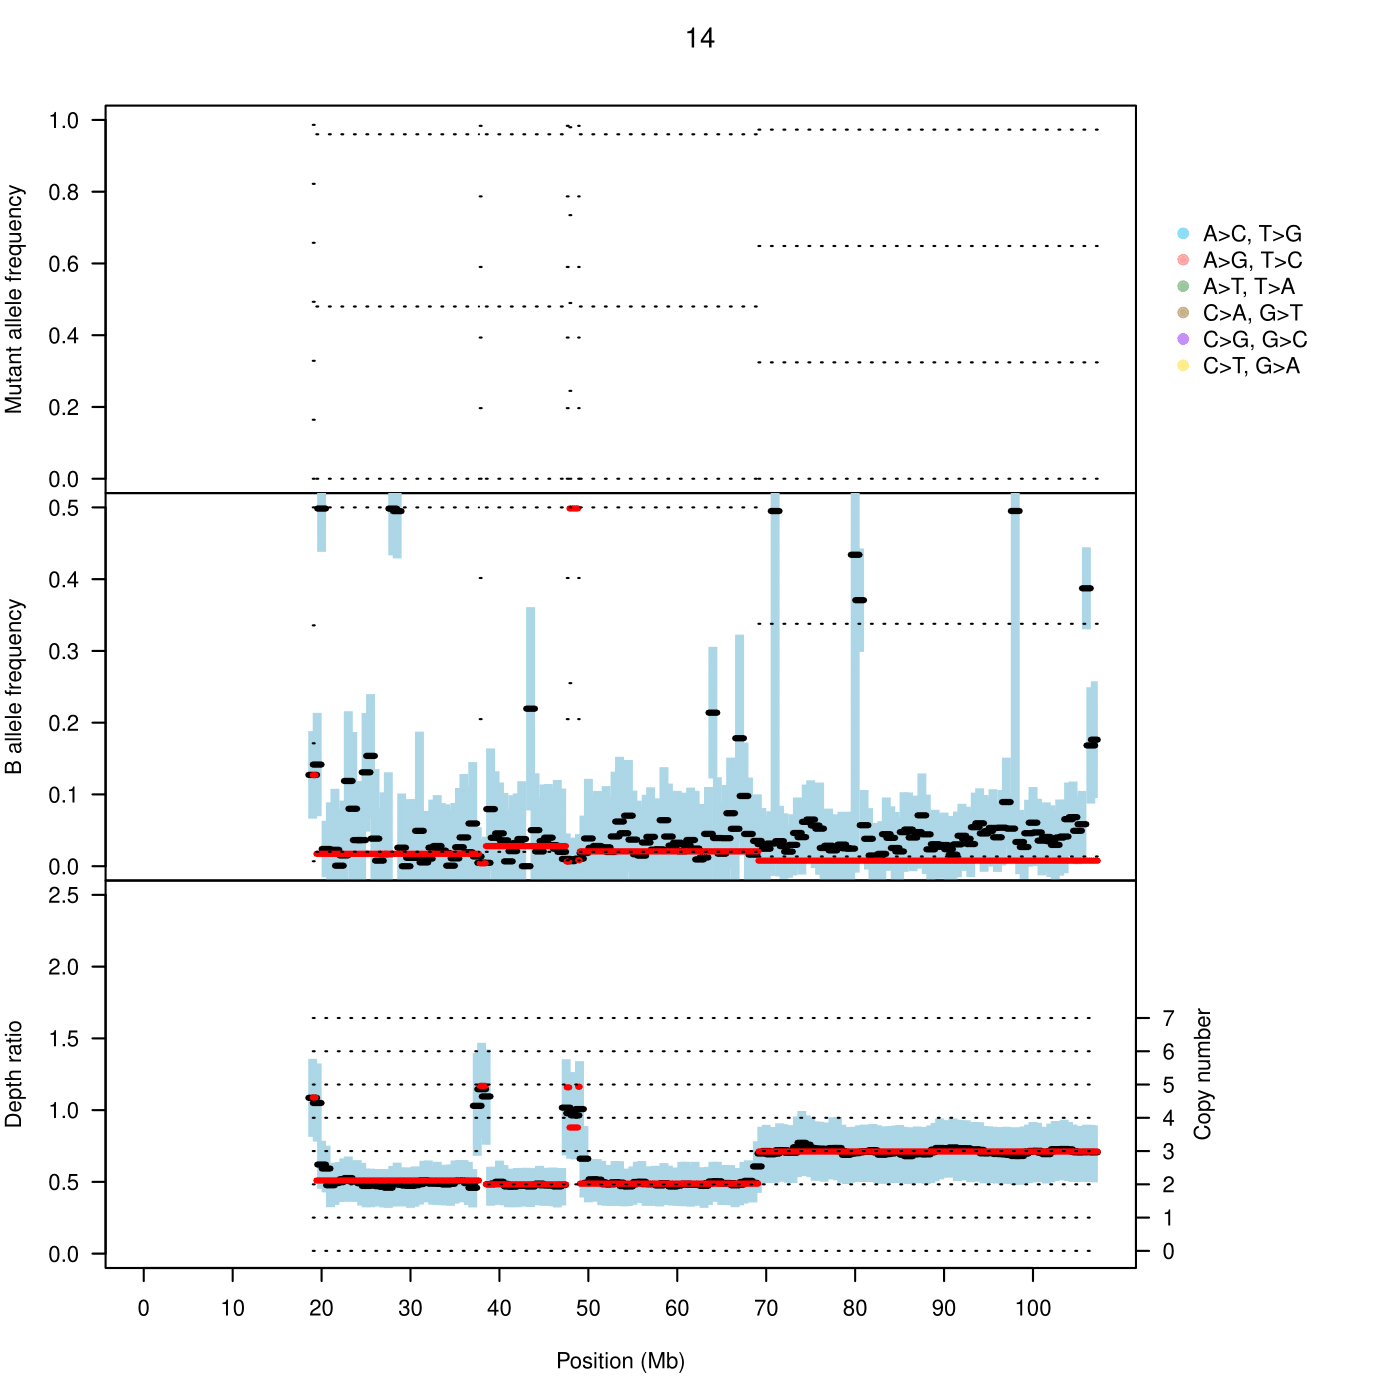 14
Mutant allele frequency
1.0
0.8
0.6
0.4
0.2
0.0
A>C, T>G
A>G, T>C
A>T, T>A
C>A, G>T
C>G, G>C
C>T, G>A
B allele frequency
0.5
0.4
0.3
0.2
0.1
0.0
Depth ratio
2.5
2.0
1.5
1.0
0.5
0.0
7
6
5
4
3
2
1
0
Copy number
0 10 20 30 40 50 60 70 80 90 100
Position (Mb)